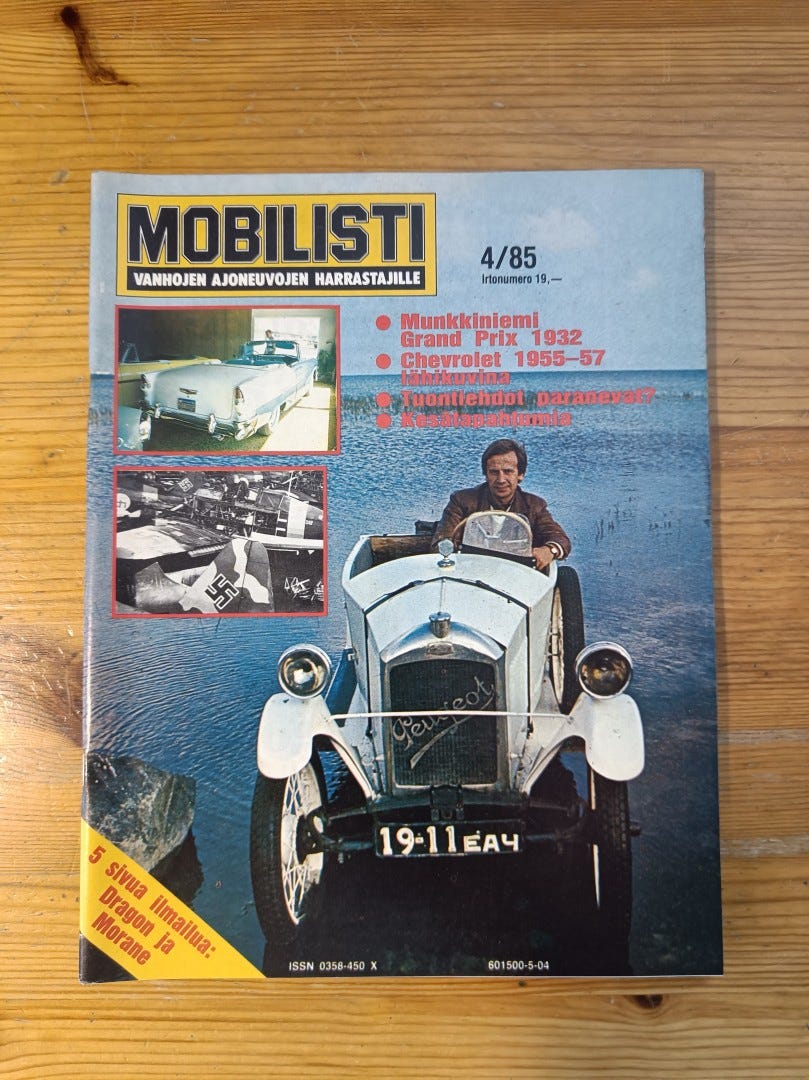 MOBILISTI
VANHOJEN AJONEUVOJEN HARRASTAJILLE
4/85
Irtonumero 19,—
● Munkkiniemi
Grand Prix 1932
● Chevrolet 1955–57
lähikuvina
● Tuontiehdot paranevat?
● Kesätapahtumia
Peugeot
19-11 ЕАЧ
5 sivua ilmailua:
Dragon ja
Morane
ISSN 0358-450 X
601500-5-04